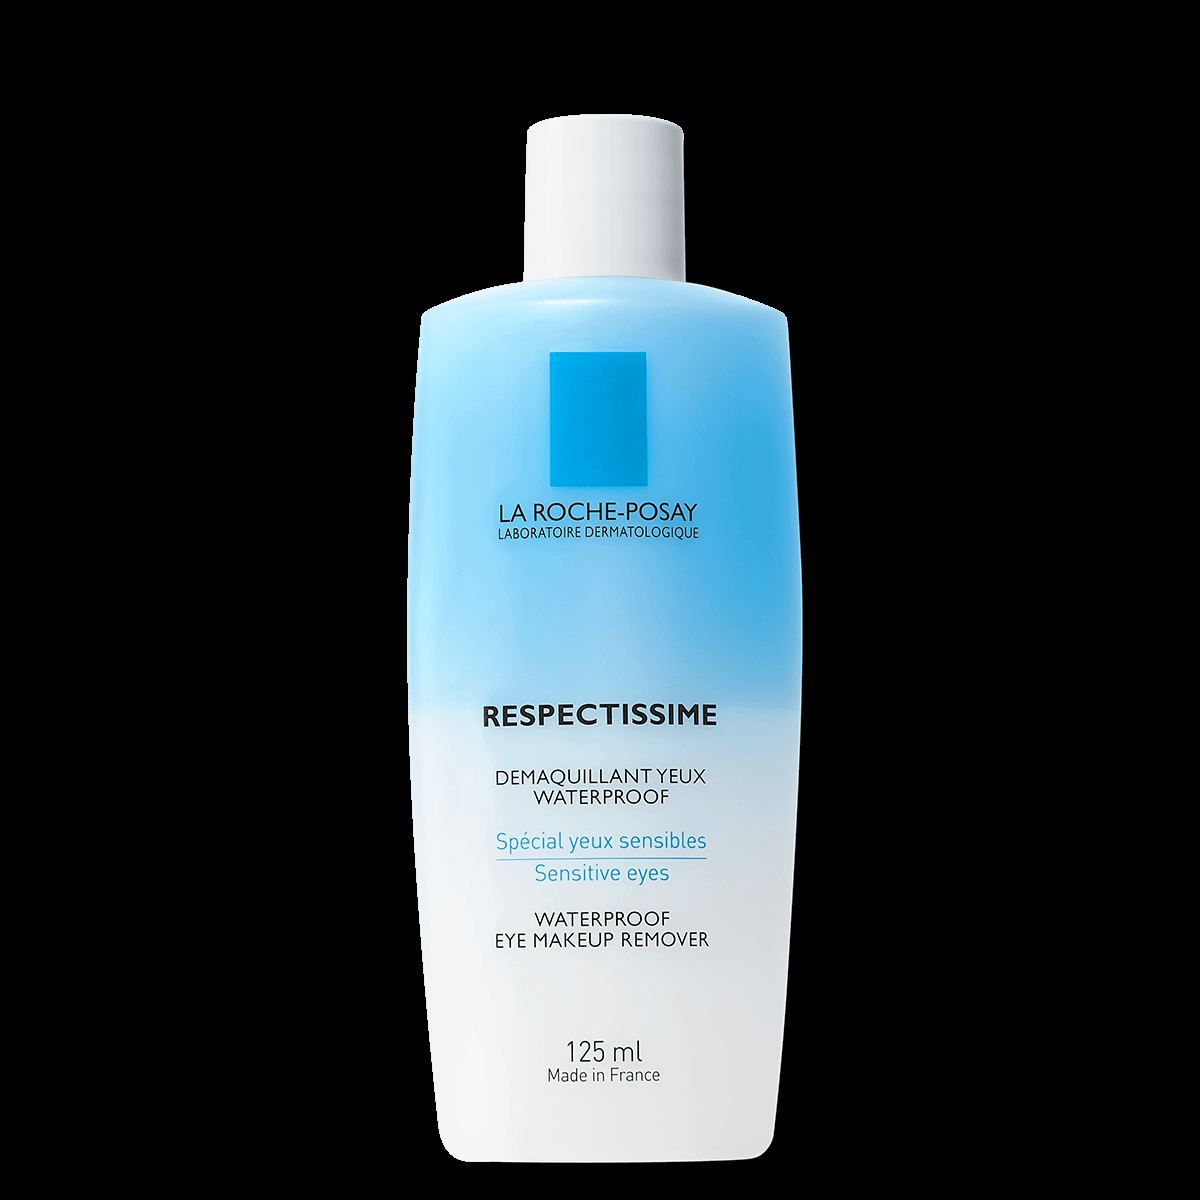 LA ROCHE-POSAY
LABORATOIRE DERMATOLOGIQUE
RESPECTISSIME
DEMAQUILLANT YEUX
WATERPROOF
Spécial yeux sensibles
Sensitive eyes
WATERPROOF
EYE MAKEUP REMOVER
125 ml
Made in France